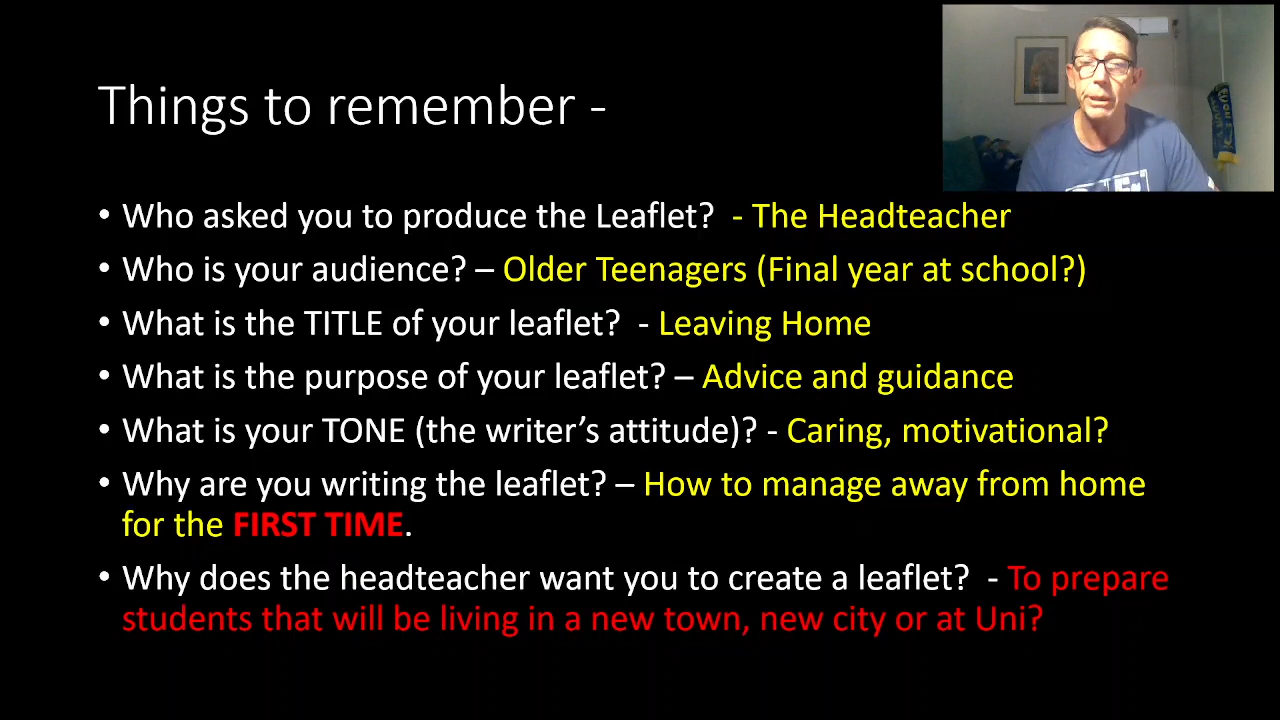 Things to remember -
• Who asked you to produce the Leaflet?  - The Headteacher
• Who is your audience? – Older Teenagers (Final year at school?)
• What is the TITLE of your leaflet?  - Leaving Home
• What is the purpose of your leaflet? – Advice and guidance
• What is your TONE (the writer’s attitude)? - Caring, motivational?
• Why are you writing the leaflet? – How to manage away from home
for the FIRST TIME.
• Why does the headteacher want you to create a leaflet?  - To prepare
students that will be living in a new town, new city or at Uni?